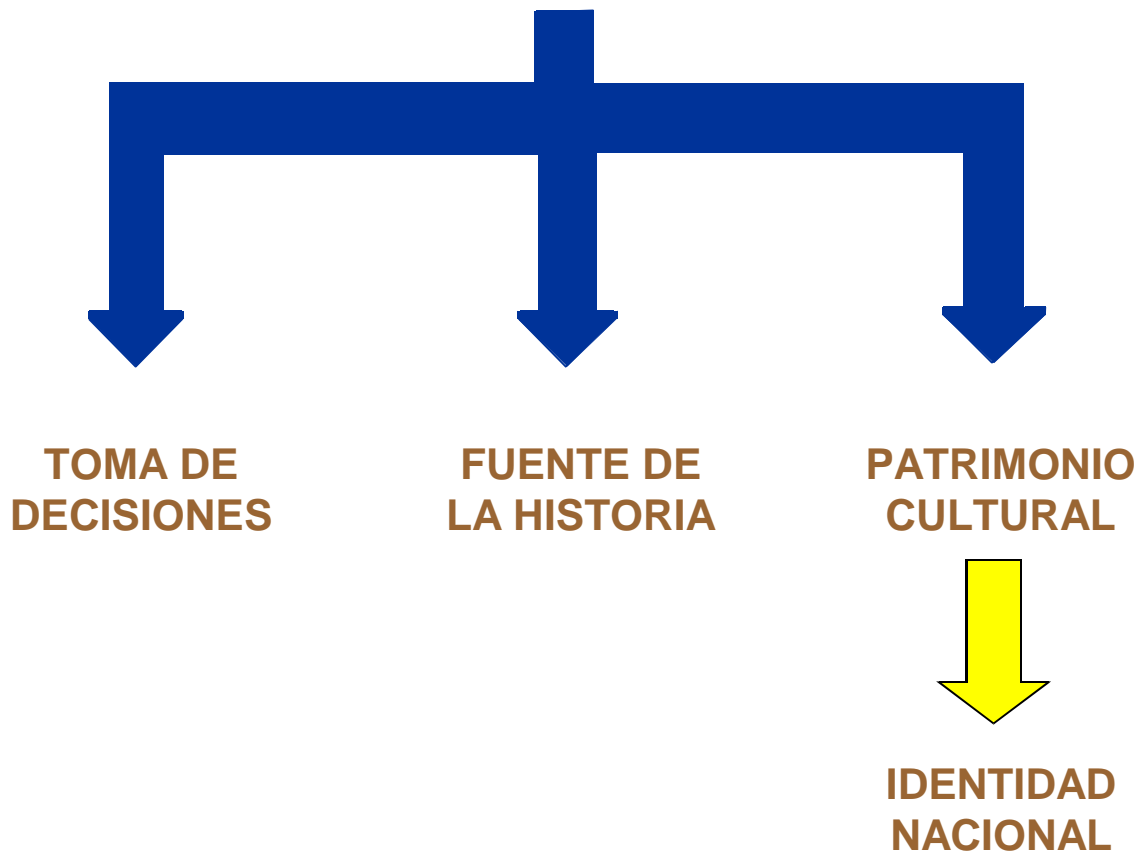 TOMA DE
DECISIONES
FUENTE DE
LA HISTORIA
PATRIMONIO
CULTURAL
IDENTIDAD
NACIONAL